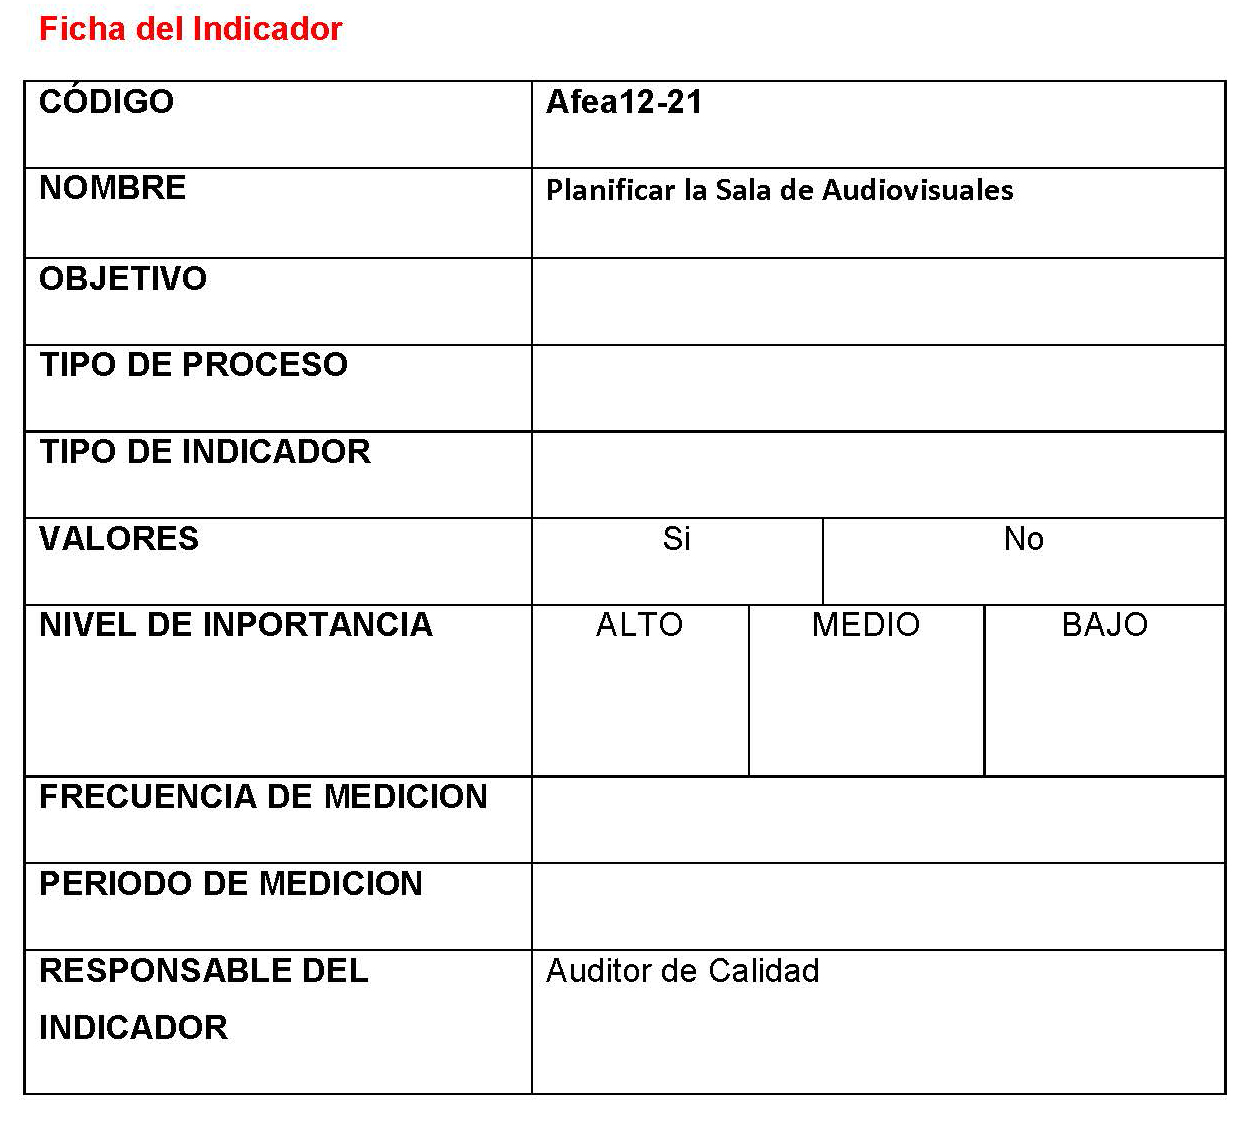 Ficha del Indicador
CÓDIGO Afea12-21
NOMBRE Planificar la Sala de Audiovisuales
OBJETIVO
TIPO DE PROCESO
TIPO DE INDICADOR
VALORES Si No
NIVEL DE INPORTANCIA ALTO MEDIO BAJO
FRECUENCIA DE MEDICION
PERIODO DE MEDICION
RESPONSABLE DEL Auditor de Calidad
INDICADOR